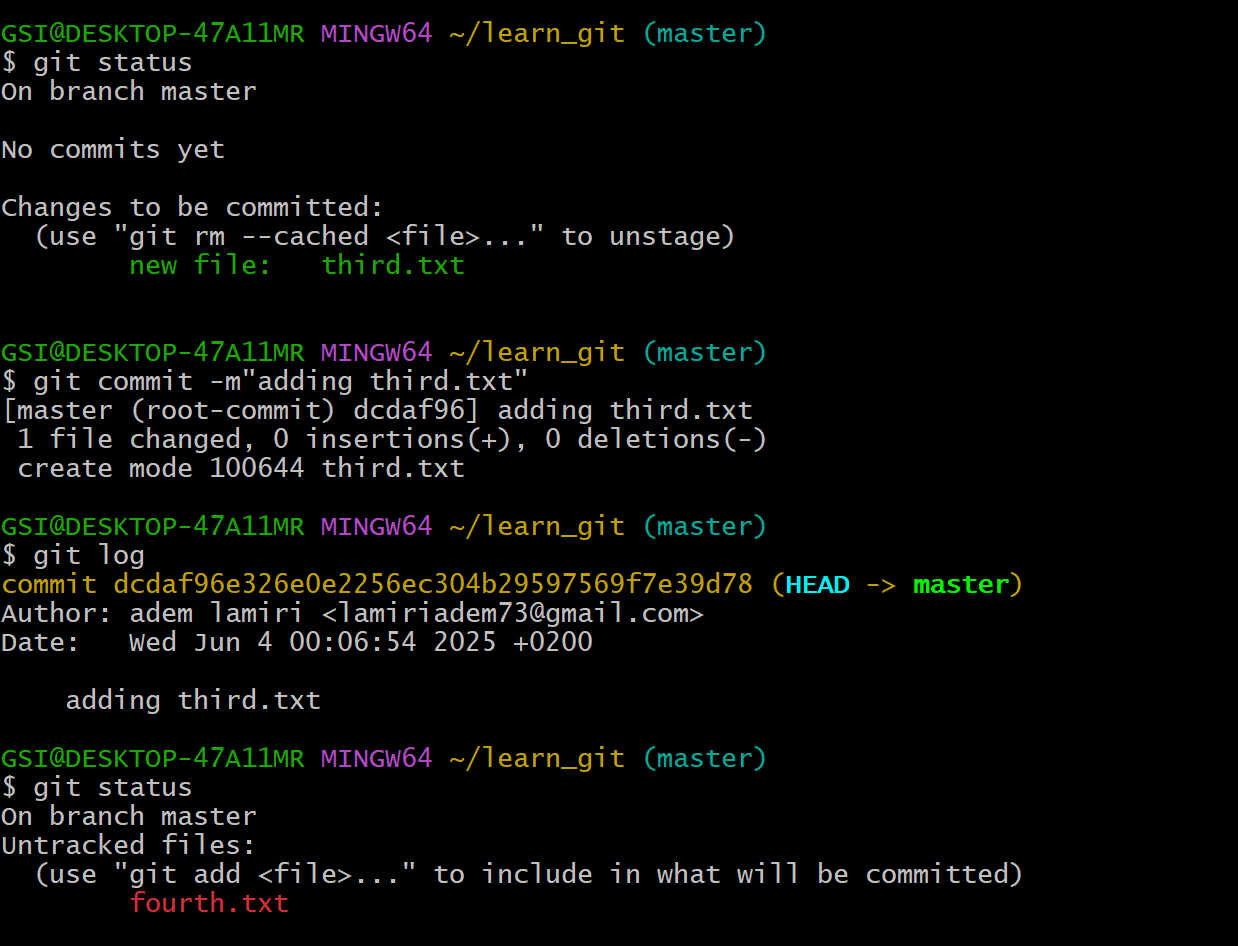 GSI@DESKTOP-47A11MR MINGW64 ~/learn_git (master)
$ git status
On branch master
No commits yet
Changes to be committed:
  (use "git rm --cached <file>..." to unstage)
        new file:   third.txt
GSI@DESKTOP-47A11MR MINGW64 ~/learn_git (master)
$ git commit -m"adding third.txt"
[master (root-commit) dcdaf96] adding third.txt
 1 file changed, 0 insertions(+), 0 deletions(-)
 create mode 100644 third.txt
GSI@DESKTOP-47A11MR MINGW64 ~/learn_git (master)
$ git log
commit dcdaf96e326e0e2256ec304b29597569f7e39d78 (HEAD -> master)
Author: adem lamiri <lamiriadem73@gmail.com>
Date:   Wed Jun 4 00:06:54 2025 +0200
    adding third.txt
GSI@DESKTOP-47A11MR MINGW64 ~/learn_git (master)
$ git status
On branch master
Untracked files:
  (use "git add <file>..." to include in what will be committed)
        fourth.txt